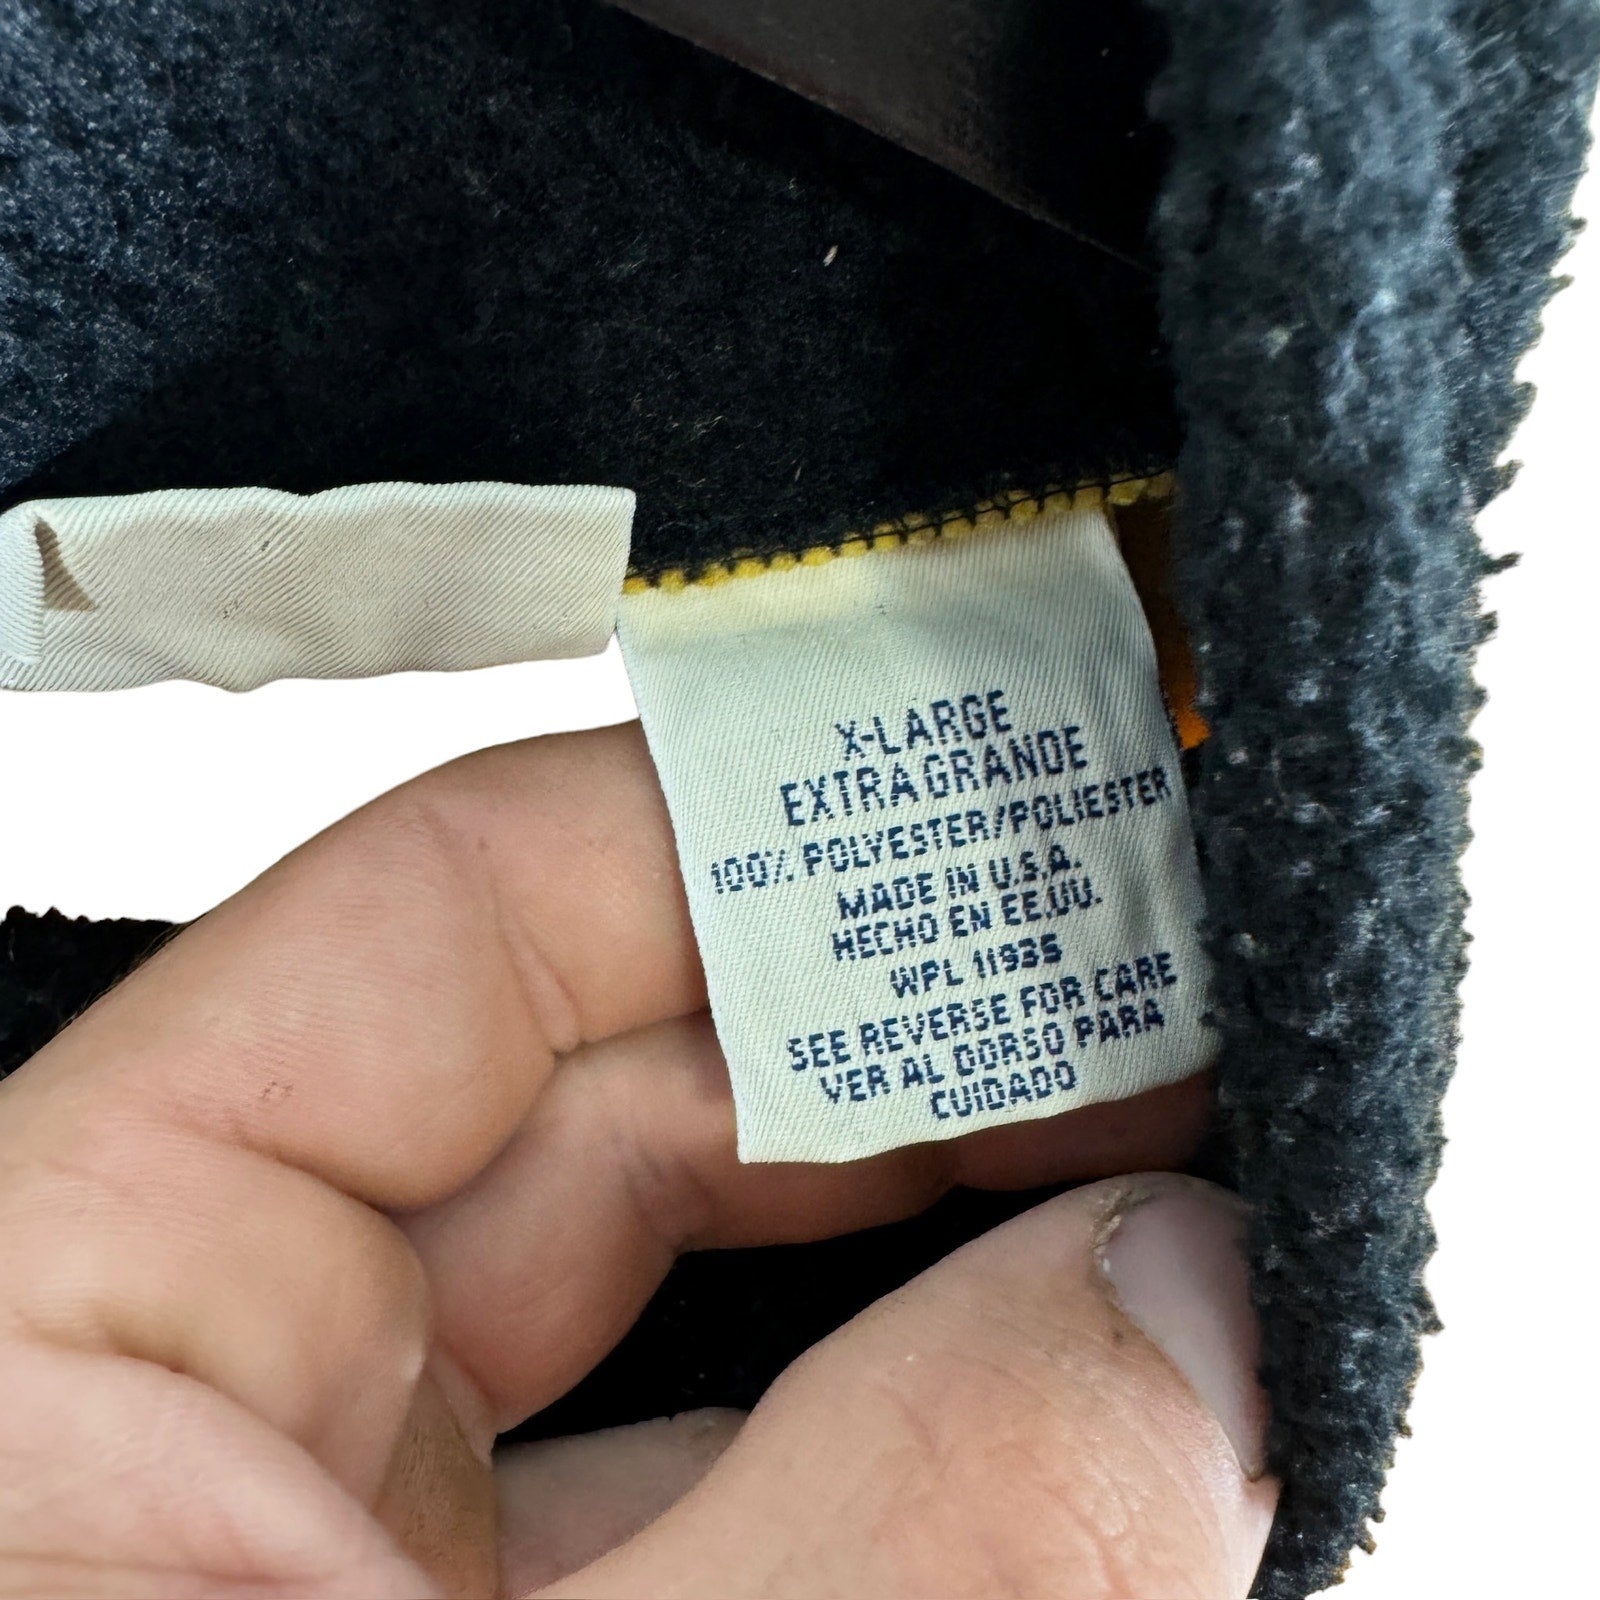 X-LARGE
EXTRA GRANDE
100% POLYESTER/POLIESTER
MADE IN U.S.A.
HECHO EN EE.UU.
WPL 11935
SEE REVERSE FOR CARE
VER AL DORSO PARA
CUIDADO